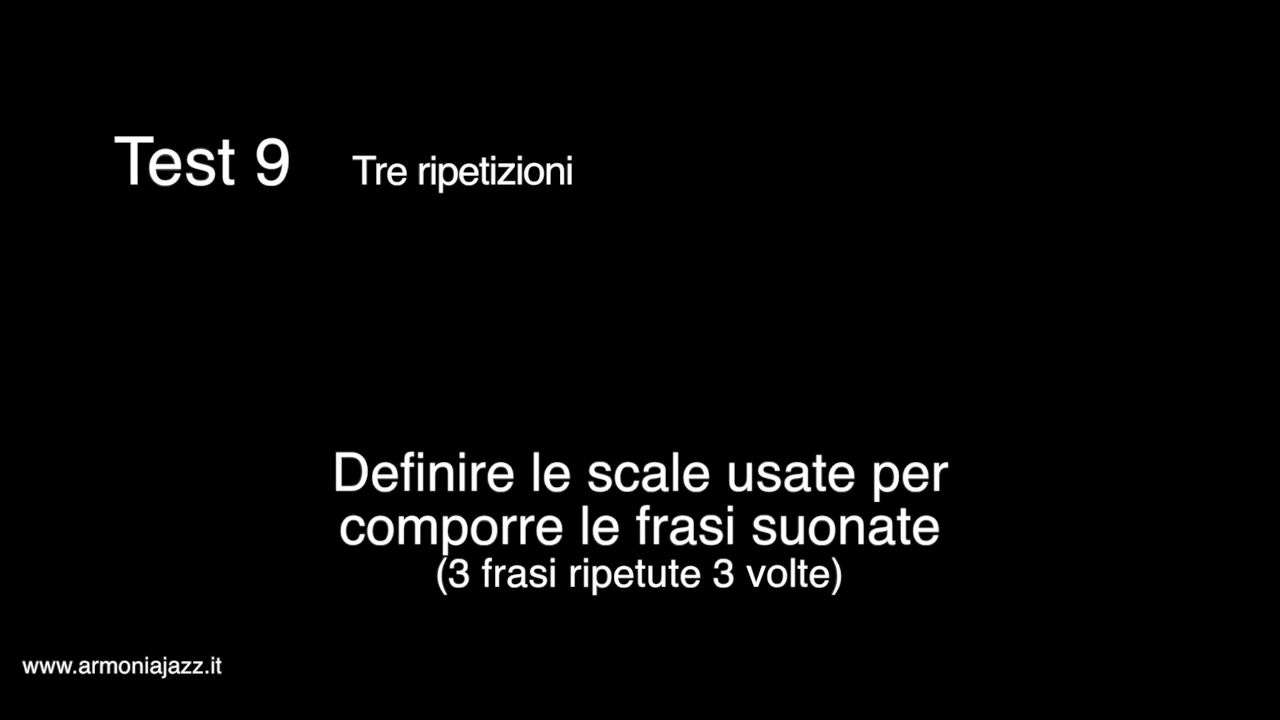 Test 9 Tre ripetizioni
Definire le scale usate per
comporre le frasi suonate
(3 frasi ripetute 3 volte)
www.armoniajazz.it